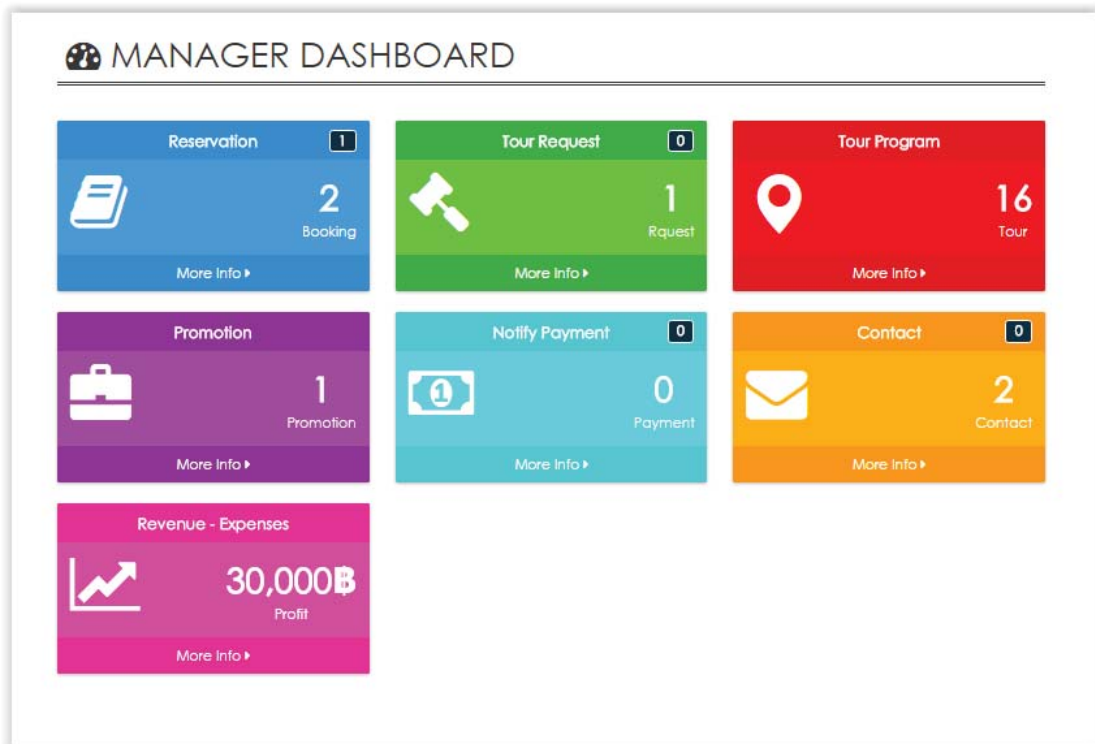 MANAGER DASHBOARD
Reservation 1
2
Booking
More Info
Tour Request 0
1
Rquest
More Info
Tour Program
16
Tour
More Info
Promotion
1
Promotion
More Info
Notify Payment 0
1
0
Payment
More Info
Contact 0
2
Contact
More Info
Revenue - Expenses
30,000฿
Profit
More Info